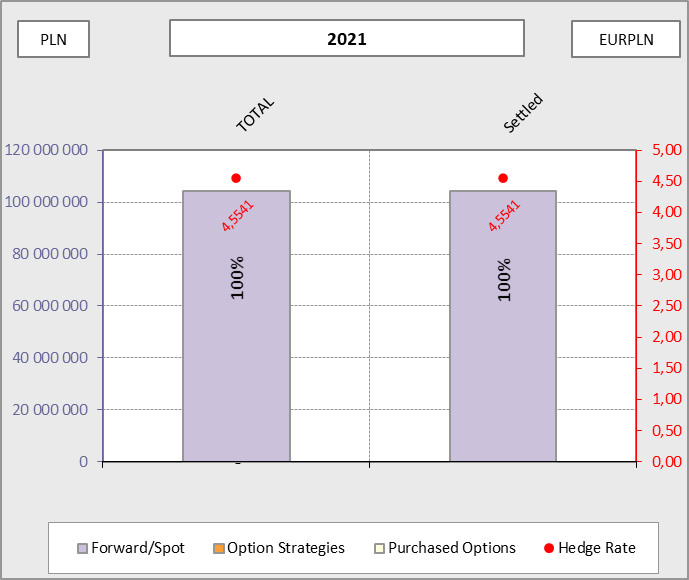 PLN
2021
EURPLN
TOTAL
Settled
120 000 000
100 000 000
80 000 000
60 000 000
40 000 000
20 000 000
0
4,5541
100%
-
4,5541
100%
5,00
4,50
4,00
3,50
3,00
2,50
2,00
1,50
1,00
0,50
0,00
Forward/Spot
Option Strategies
Purchased Options
Hedge Rate